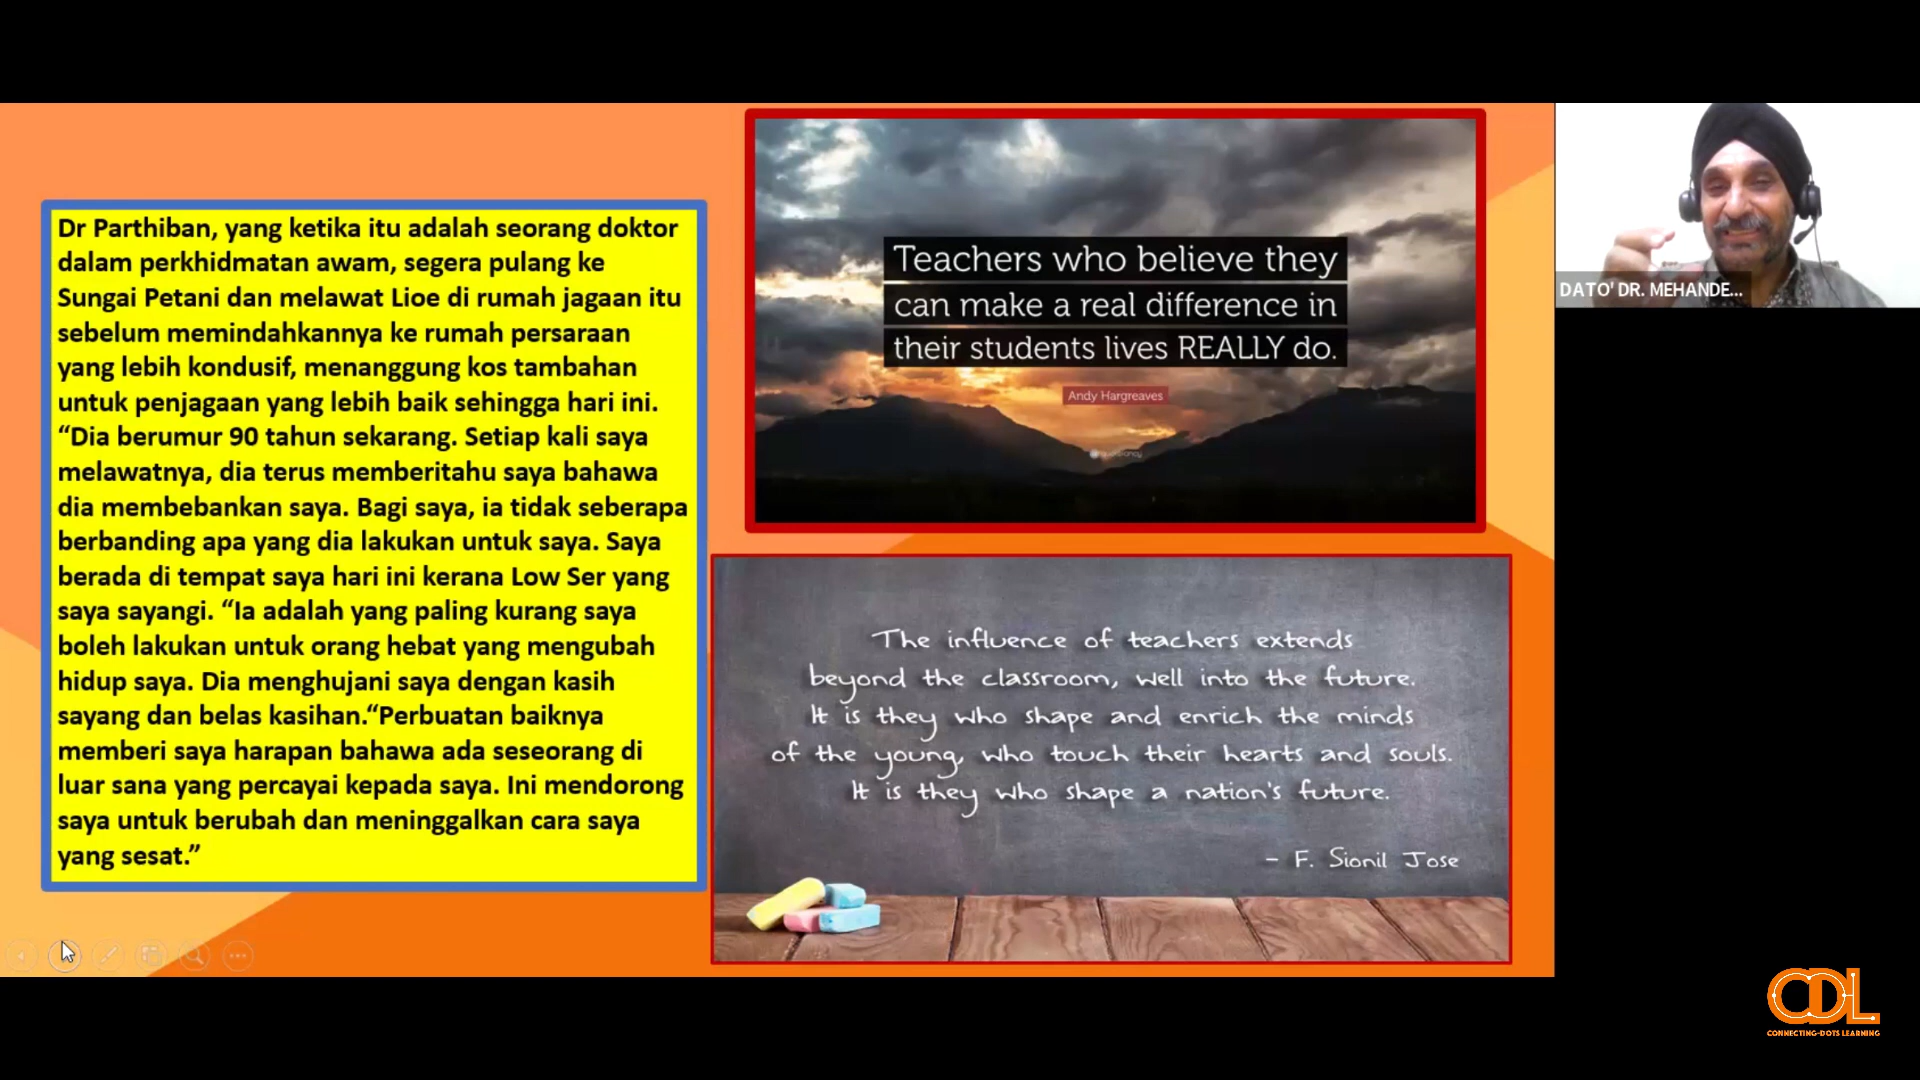 Dr Parthiban, yang ketika itu adalah seorang doktor
dalam perkhidmatan awam, segera pulang ke
Sungai Petani dan melawat Lioe di rumah jagaan itu
sebelum memindahkannya ke rumah persaraan
yang lebih kondusif, menanggung kos tambahan
untuk penjagaan yang lebih baik sehingga hari ini.
“Dia berumur 90 tahun sekarang. Setiap kali saya
melawatnya, dia terus memberitahu saya bahawa
dia membebankan saya. Bagi saya, ia tidak seberapa
berbanding apa yang dia lakukan untuk saya. Saya
berada di tempat saya hari ini kerana Low Ser yang
saya sayangi. “Ia adalah yang paling kurang saya
boleh lakukan untuk orang hebat yang mengubah
hidup saya. Dia menghujani saya dengan kasih
sayang dan belas kasihan.“Perbuatan baiknya
memberi saya harapan bahawa ada seseorang di
luar sana yang percayai kepada saya. Ini mendorong
saya untuk berubah dan meninggalkan cara saya
yang sesat.”
Teachers who believe they
can make a real difference in
their students lives REALLY do.
Andy Hargreaves
The influence of teachers extends
beyond the classroom, well into the future.
It is they who shape and enrich the minds
of the young, who touch their hearts and souls.
It is they who shape a nation's future.
- F. Sionil Jose
DATO' DR. MEHANDE...
CDL
CONNECTING-DOTS LEARNING